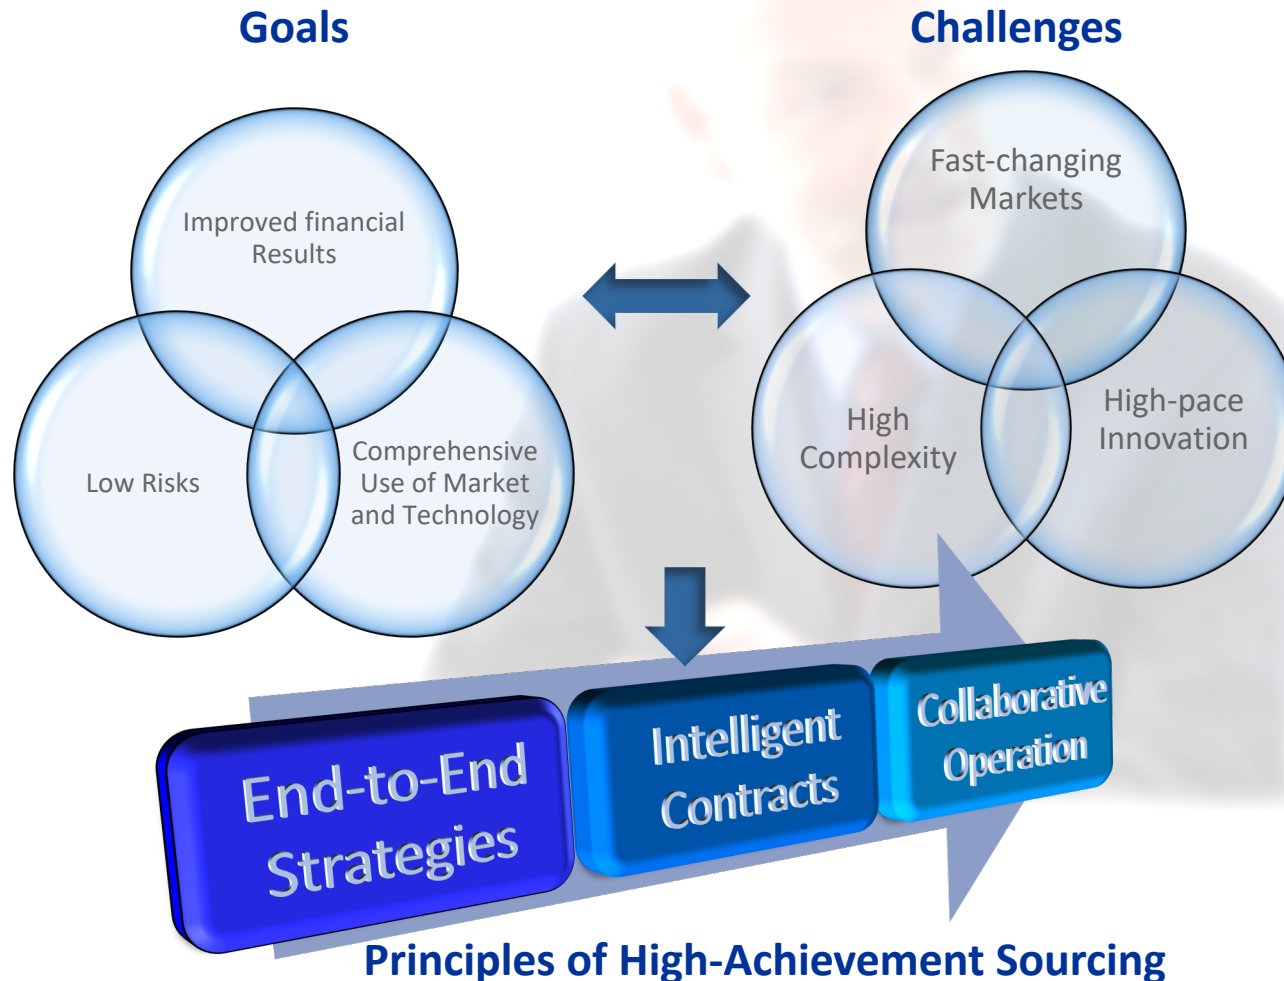 Goals
Challenges
Improved financial
Results
Low Risks
Comprehensive
Use of Market
and Technology
Fast-changing
Markets
High
Complexity
High-pace
Innovation
End-to-End
Strategies
Intelligent
Contracts
Collaborative
Operation
Principles of High-Achievement Sourcing